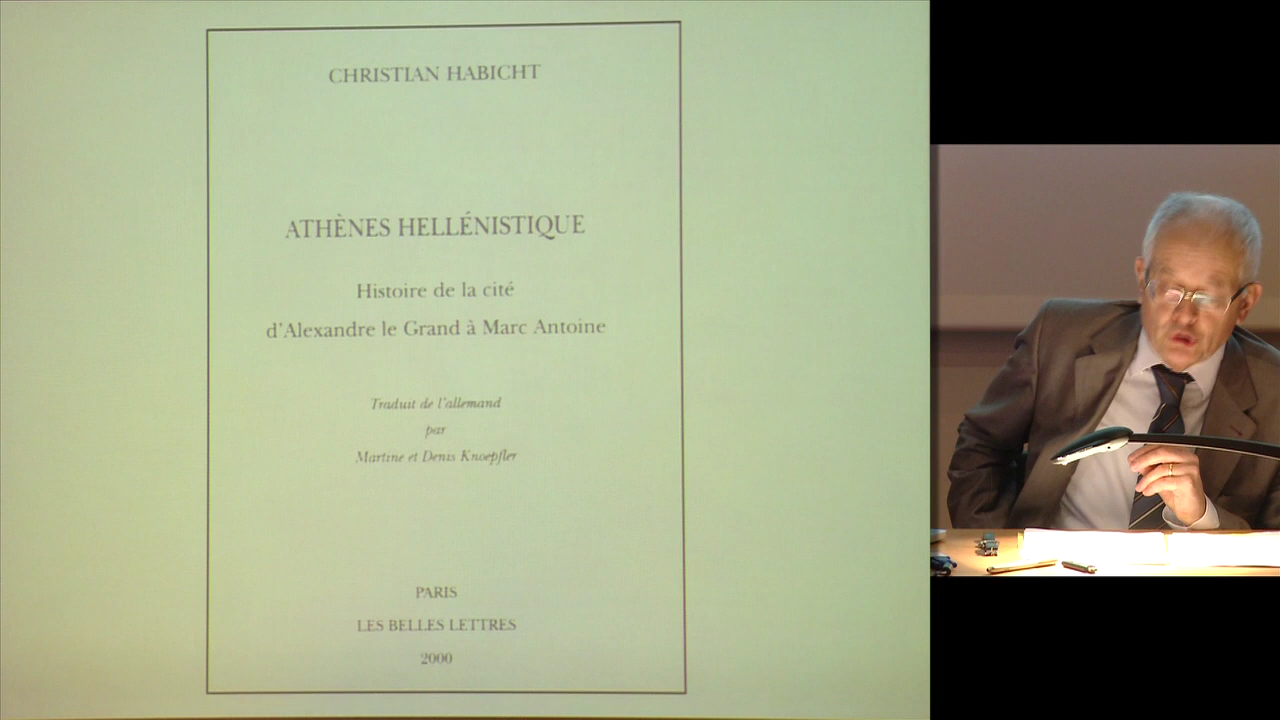 CHRISTIAN HABICHT
ATHÈNES HELLÉNISTIQUE
Histoire de la cité
d'Alexandre le Grand à Marc Antoine
Traduit de l'allemand
par
Martine et Denis Knoepfler
PARIS
LES BELLES LETTRES
2000